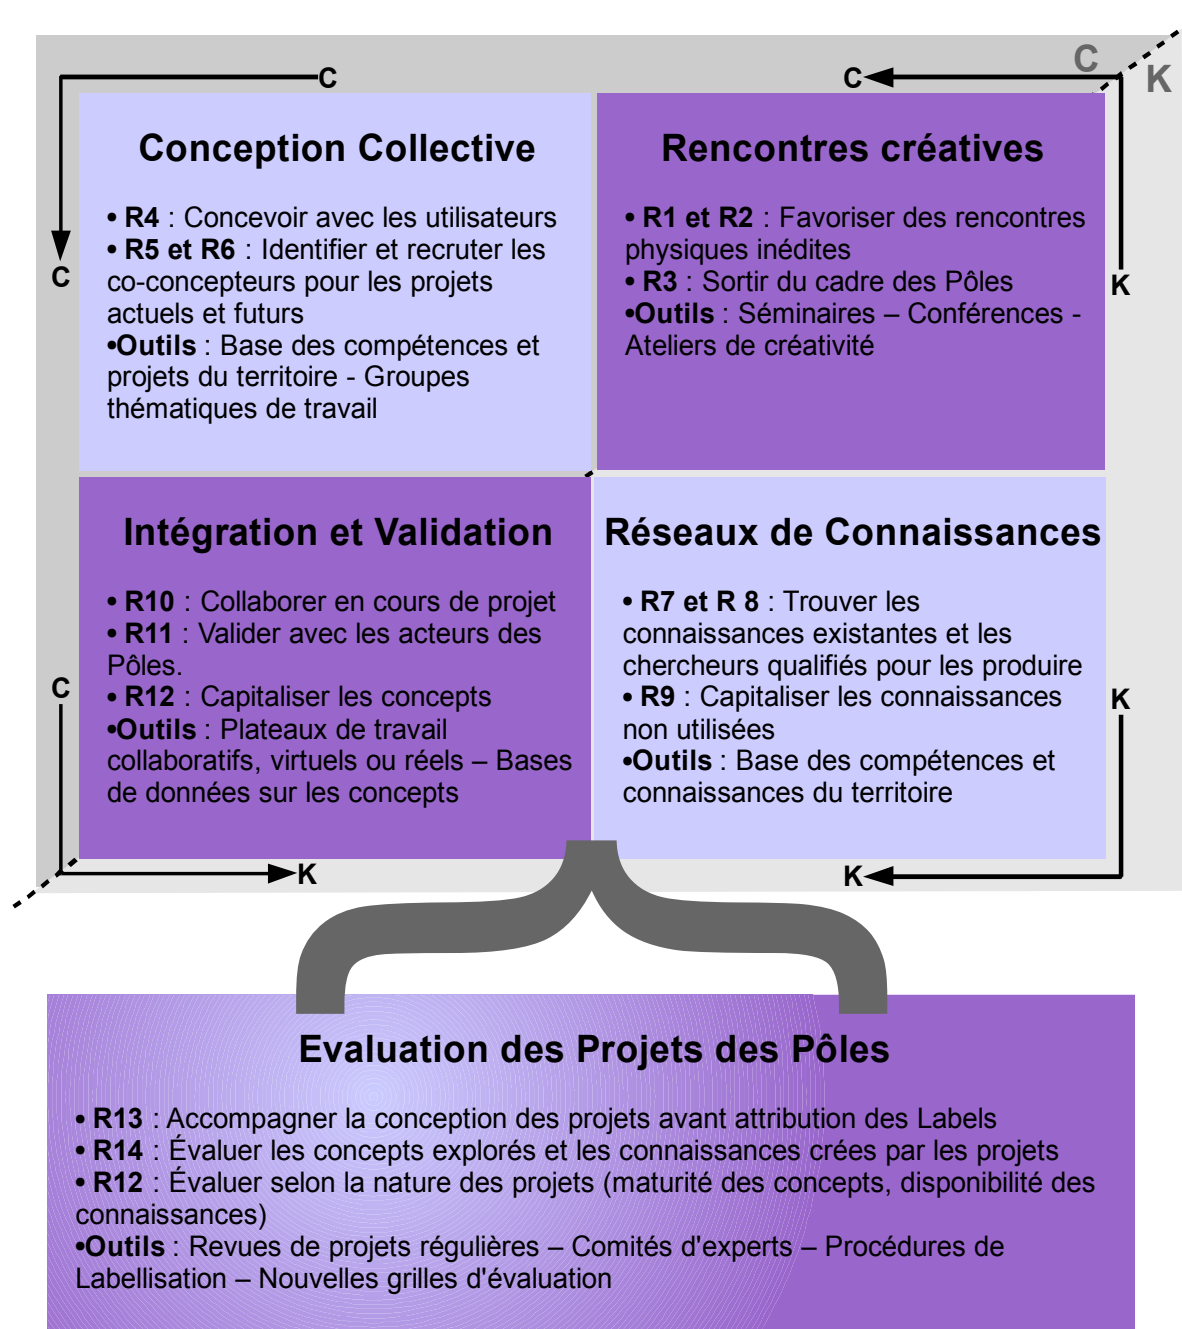 C
K
C
C
Conception Collective
• R4 : Concevoir avec les utilisateurs
• R5 et R6 : Identifier et recruter les
co-concepteurs pour les projets
actuels et futurs
•Outils : Base des compétences et
projets du territoire - Groupes
thématiques de travail
C
Rencontres créatives
• R1 et R2 : Favoriser des rencontres
physiques inédites
• R3 : Sortir du cadre des Pôles
•Outils : Séminaires – Conférences -
Ateliers de créativité
K
Intégration et Validation
• R10 : Collaborer en cours de projet
• R11 : Valider avec les acteurs des
Pôles.
• R12 : Capitaliser les concepts
•Outils : Plateaux de travail
collaboratifs, virtuels ou réels – Bases
de données sur les concepts
C
K
Réseaux de Connaissances
• R7 et R 8 : Trouver les
connaissances existantes et les
chercheurs qualifiés pour les produire
• R9 : Capitaliser les connaissances
non utilisées
•Outils : Base des compétences et
connaissances du territoire
K
K
Evaluation des Projets des Pôles
• R13 : Accompagner la conception des projets avant attribution des Labels
• R14 : Évaluer les concepts explorés et les connaissances crées par les projets
• R12 : Évaluer selon la nature des projets (maturité des concepts, disponibilité des
connaissances)
•Outils : Revues de projets régulières – Comités d'experts – Procédures de
Labellisation – Nouvelles grilles d'évaluation